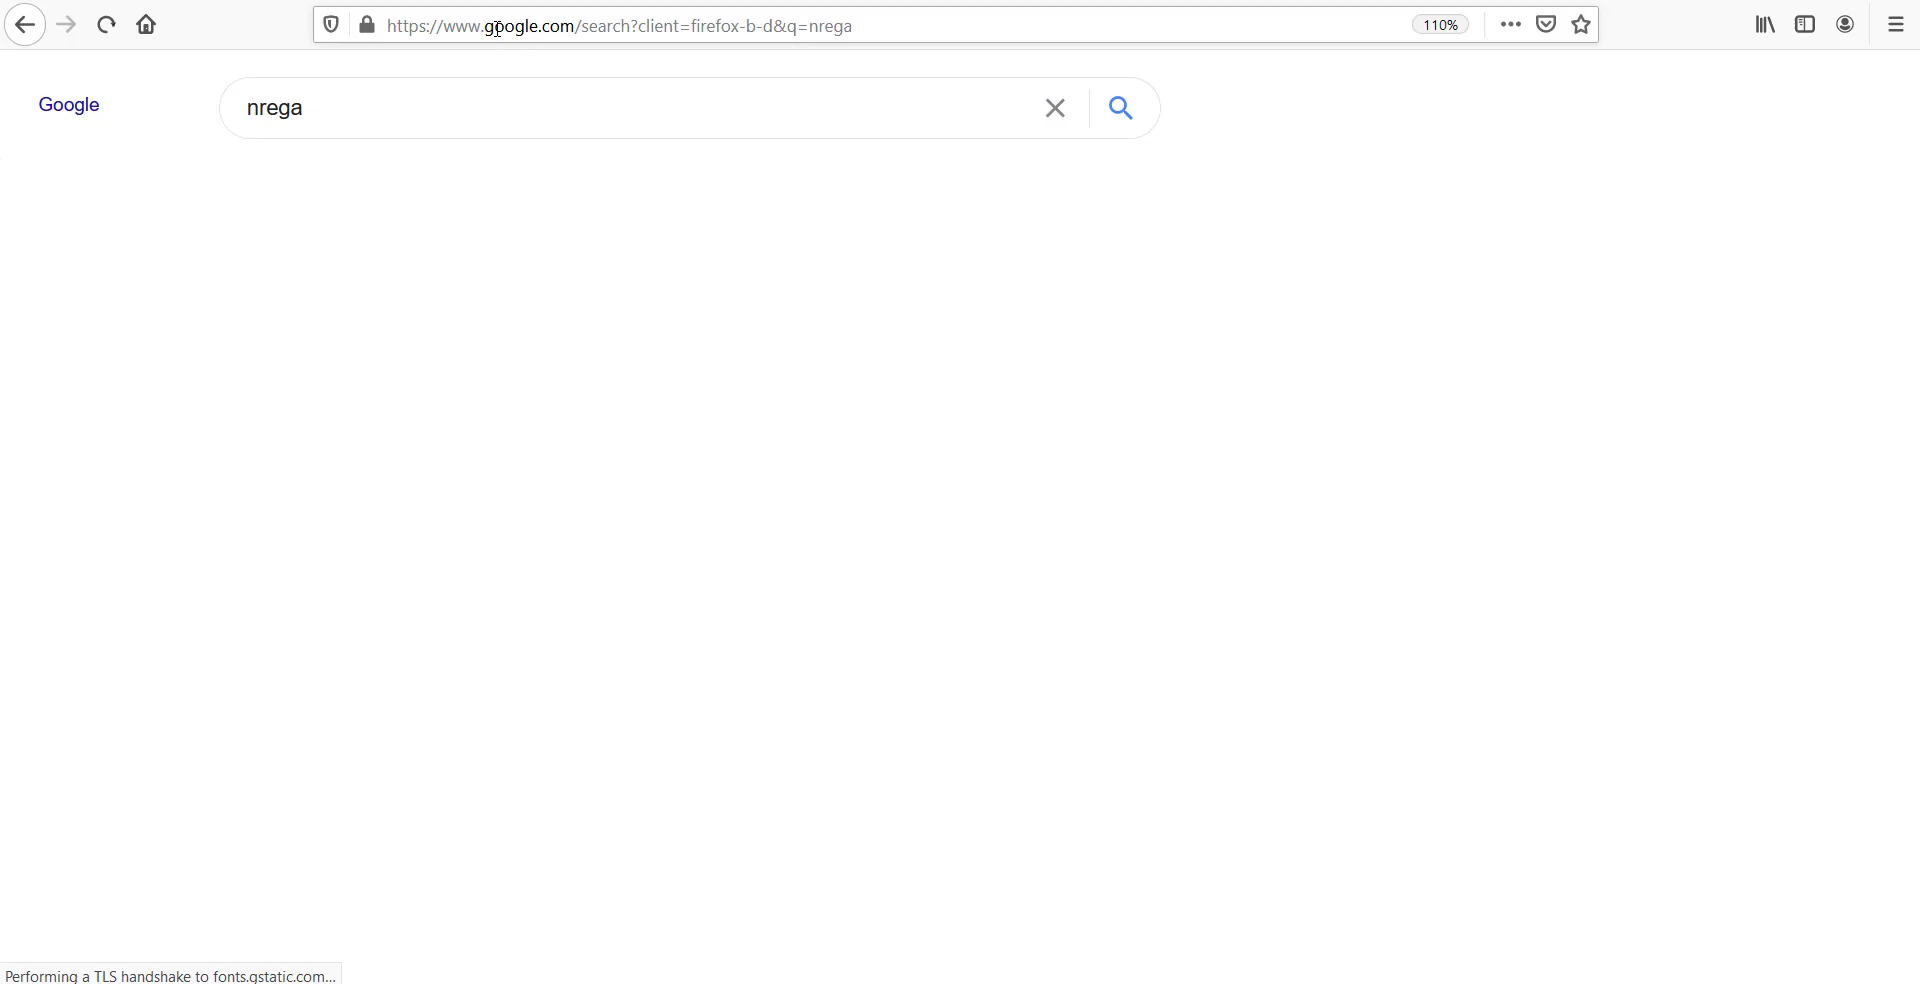 https://www.google.com/search?client=firefox-b-d&q=nrega
110%
Google
nrega
Performing a TLS handshake to fonts.gstatic.com...